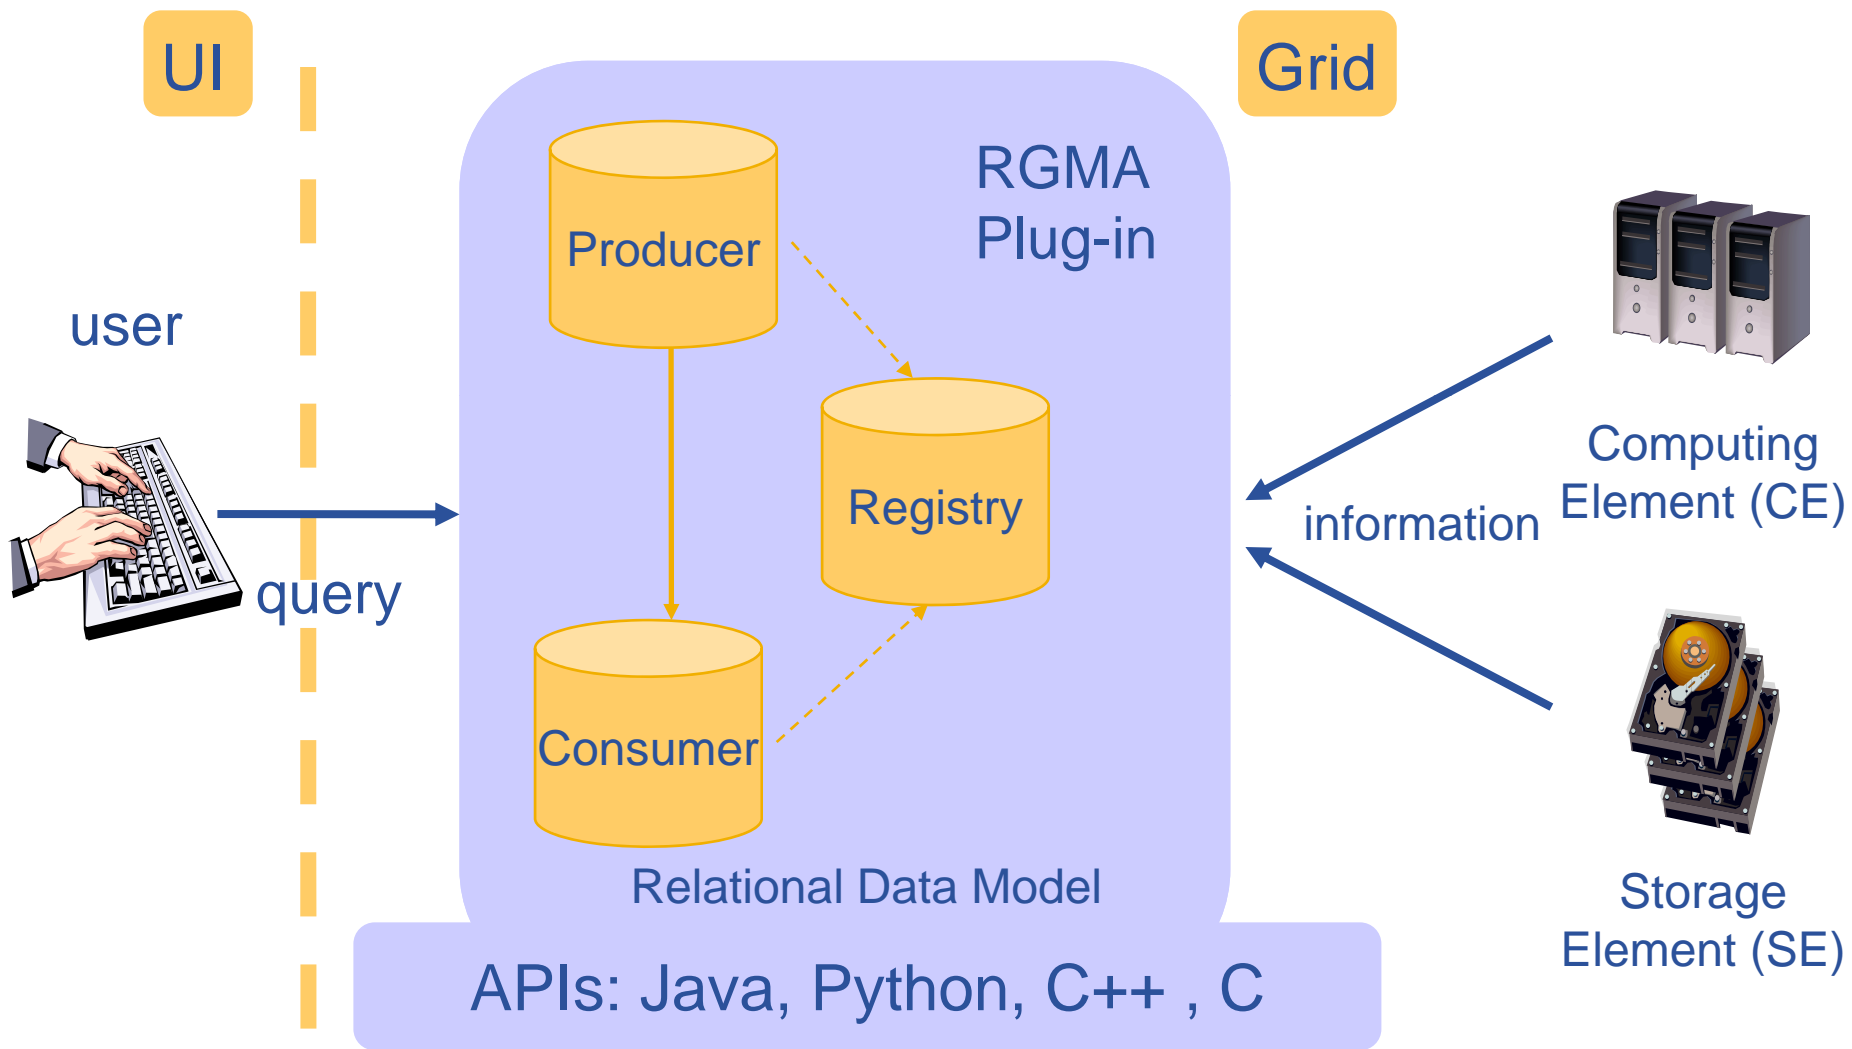 UI
Grid
RGMA
Plug-in
Producer
user
Registry
Computing
Element (CE)
information
query
Consumer
Relational Data Model
Storage
Element (SE)
APIs: Java, Python, C++ , C